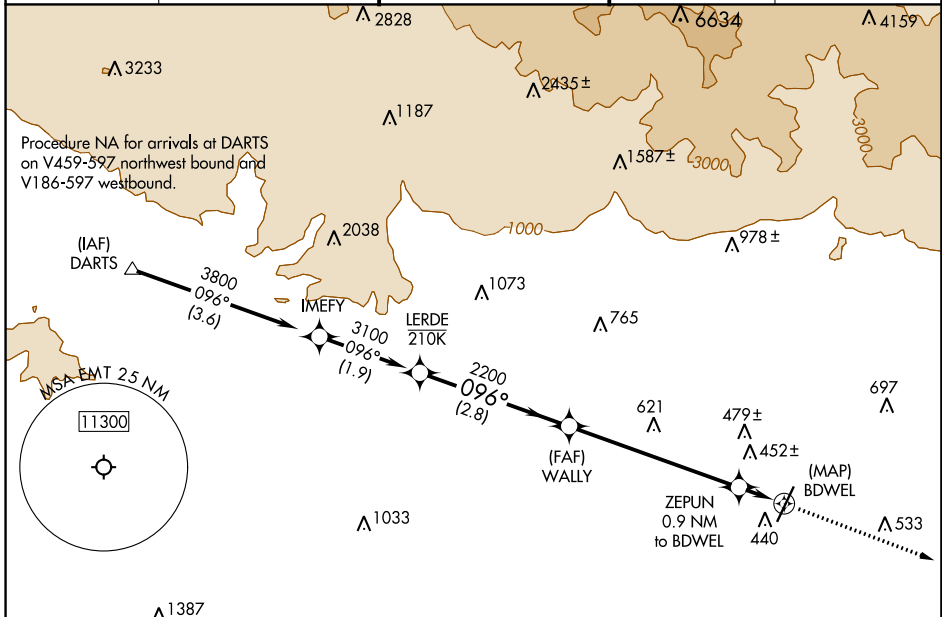 2828
6634
4159
3233
2435±
1187
Procedure NA for arrivals at DARTS
on V459-597 northwest bound and
V186-597 westbound.
1587±
3000
3000
2038
1000
978±
(IAF)
DARTS
3800
096°
(3.6)
1073
IMEFY
3100
096°
(1.9)
LERDE
210K
765
2200
096°
(2.8)
MSA EMT 25 NM
11300
697
621
479±
452±
(FAF)
WALLY
(MAP)
BDWEL
ZEPUN
0.9 NM
to BDWEL
440
533
1033
1387